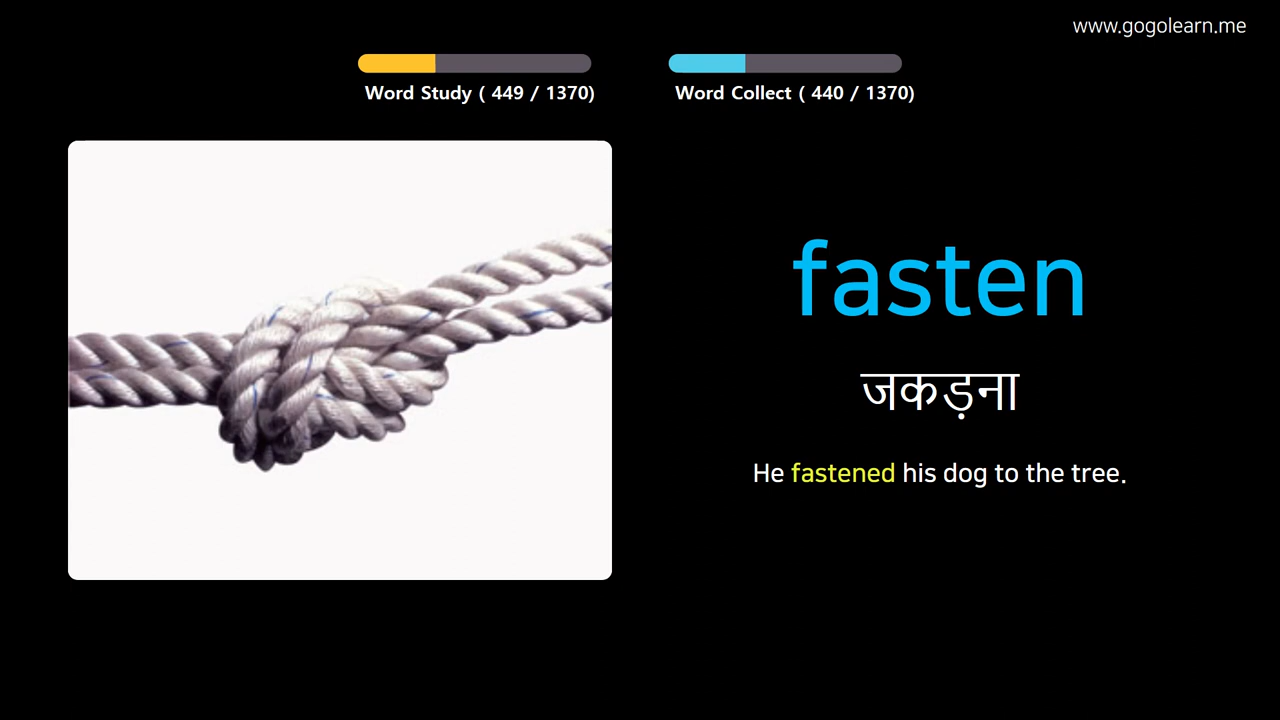 www.gogolearn.me
Word Study ( 449 / 1370)
Word Collect ( 440 / 1370)
fasten
जकड़ना
He fastened his dog to the tree.